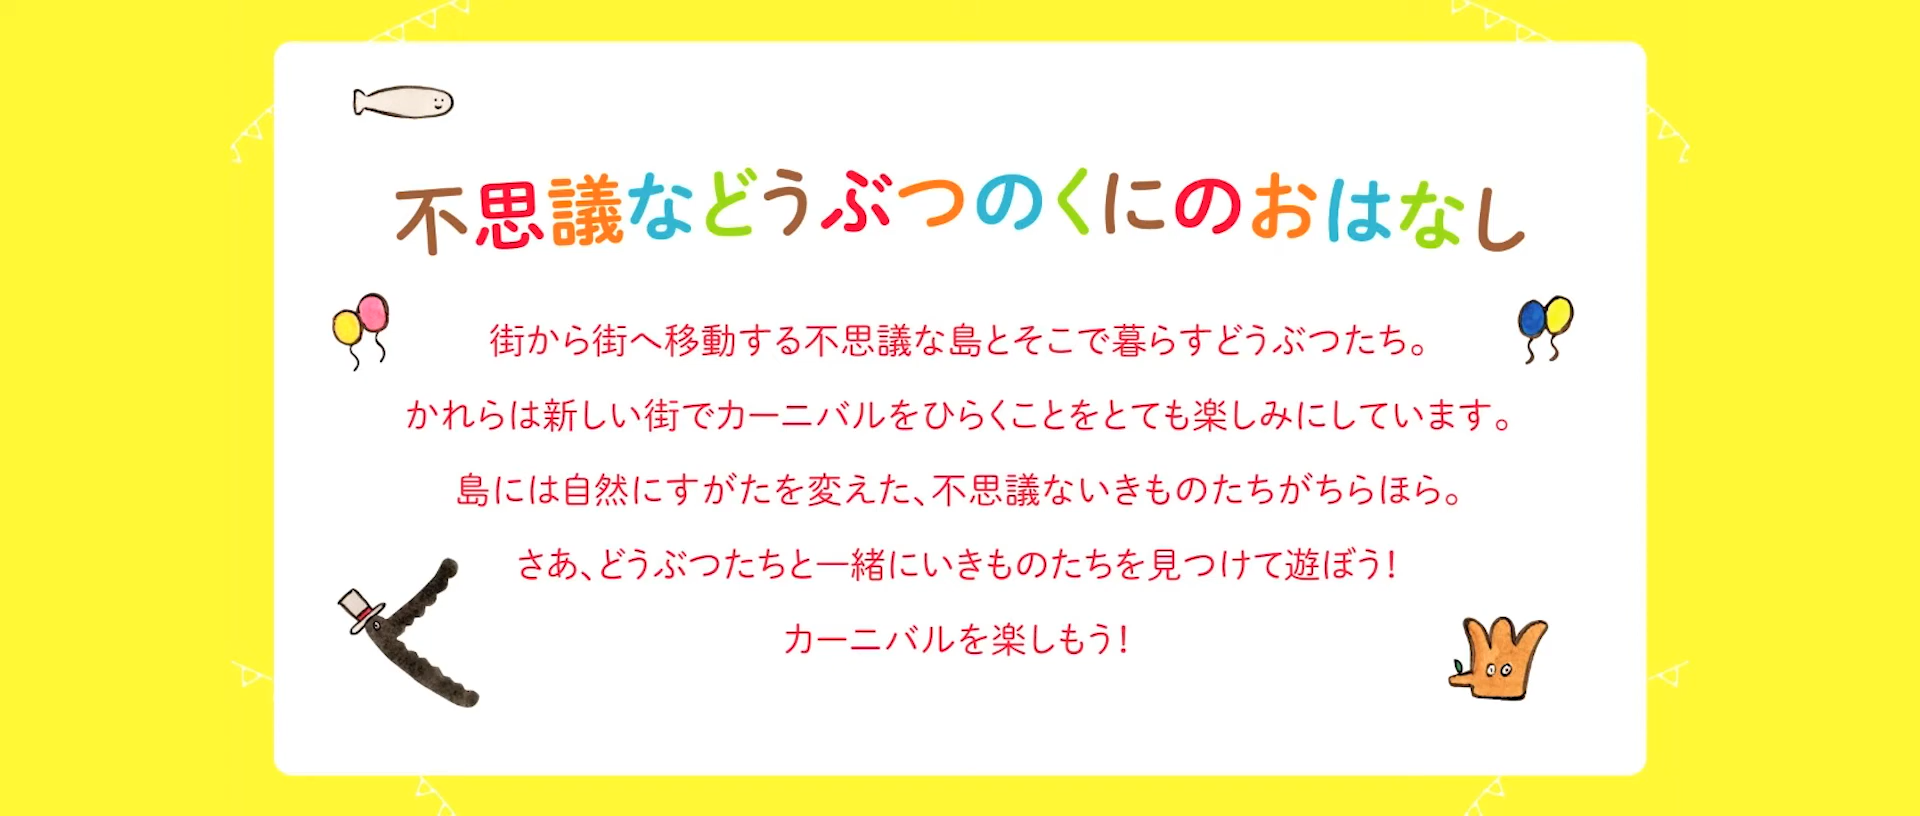 不思議などうぶつのくにのおはなし
街から街へ移動する不思議な島とそこで暮らすどうぶつたち。
かれらは新しい街でカーニバルをひらくことをとても楽しみにしています。
島には自然にすがたを変えた、不思議ないきものたちがちらほら。
さあ、どうぶつたちと一緒にいきものたちを見つけて遊ぼう！
カーニバルを楽しもう！